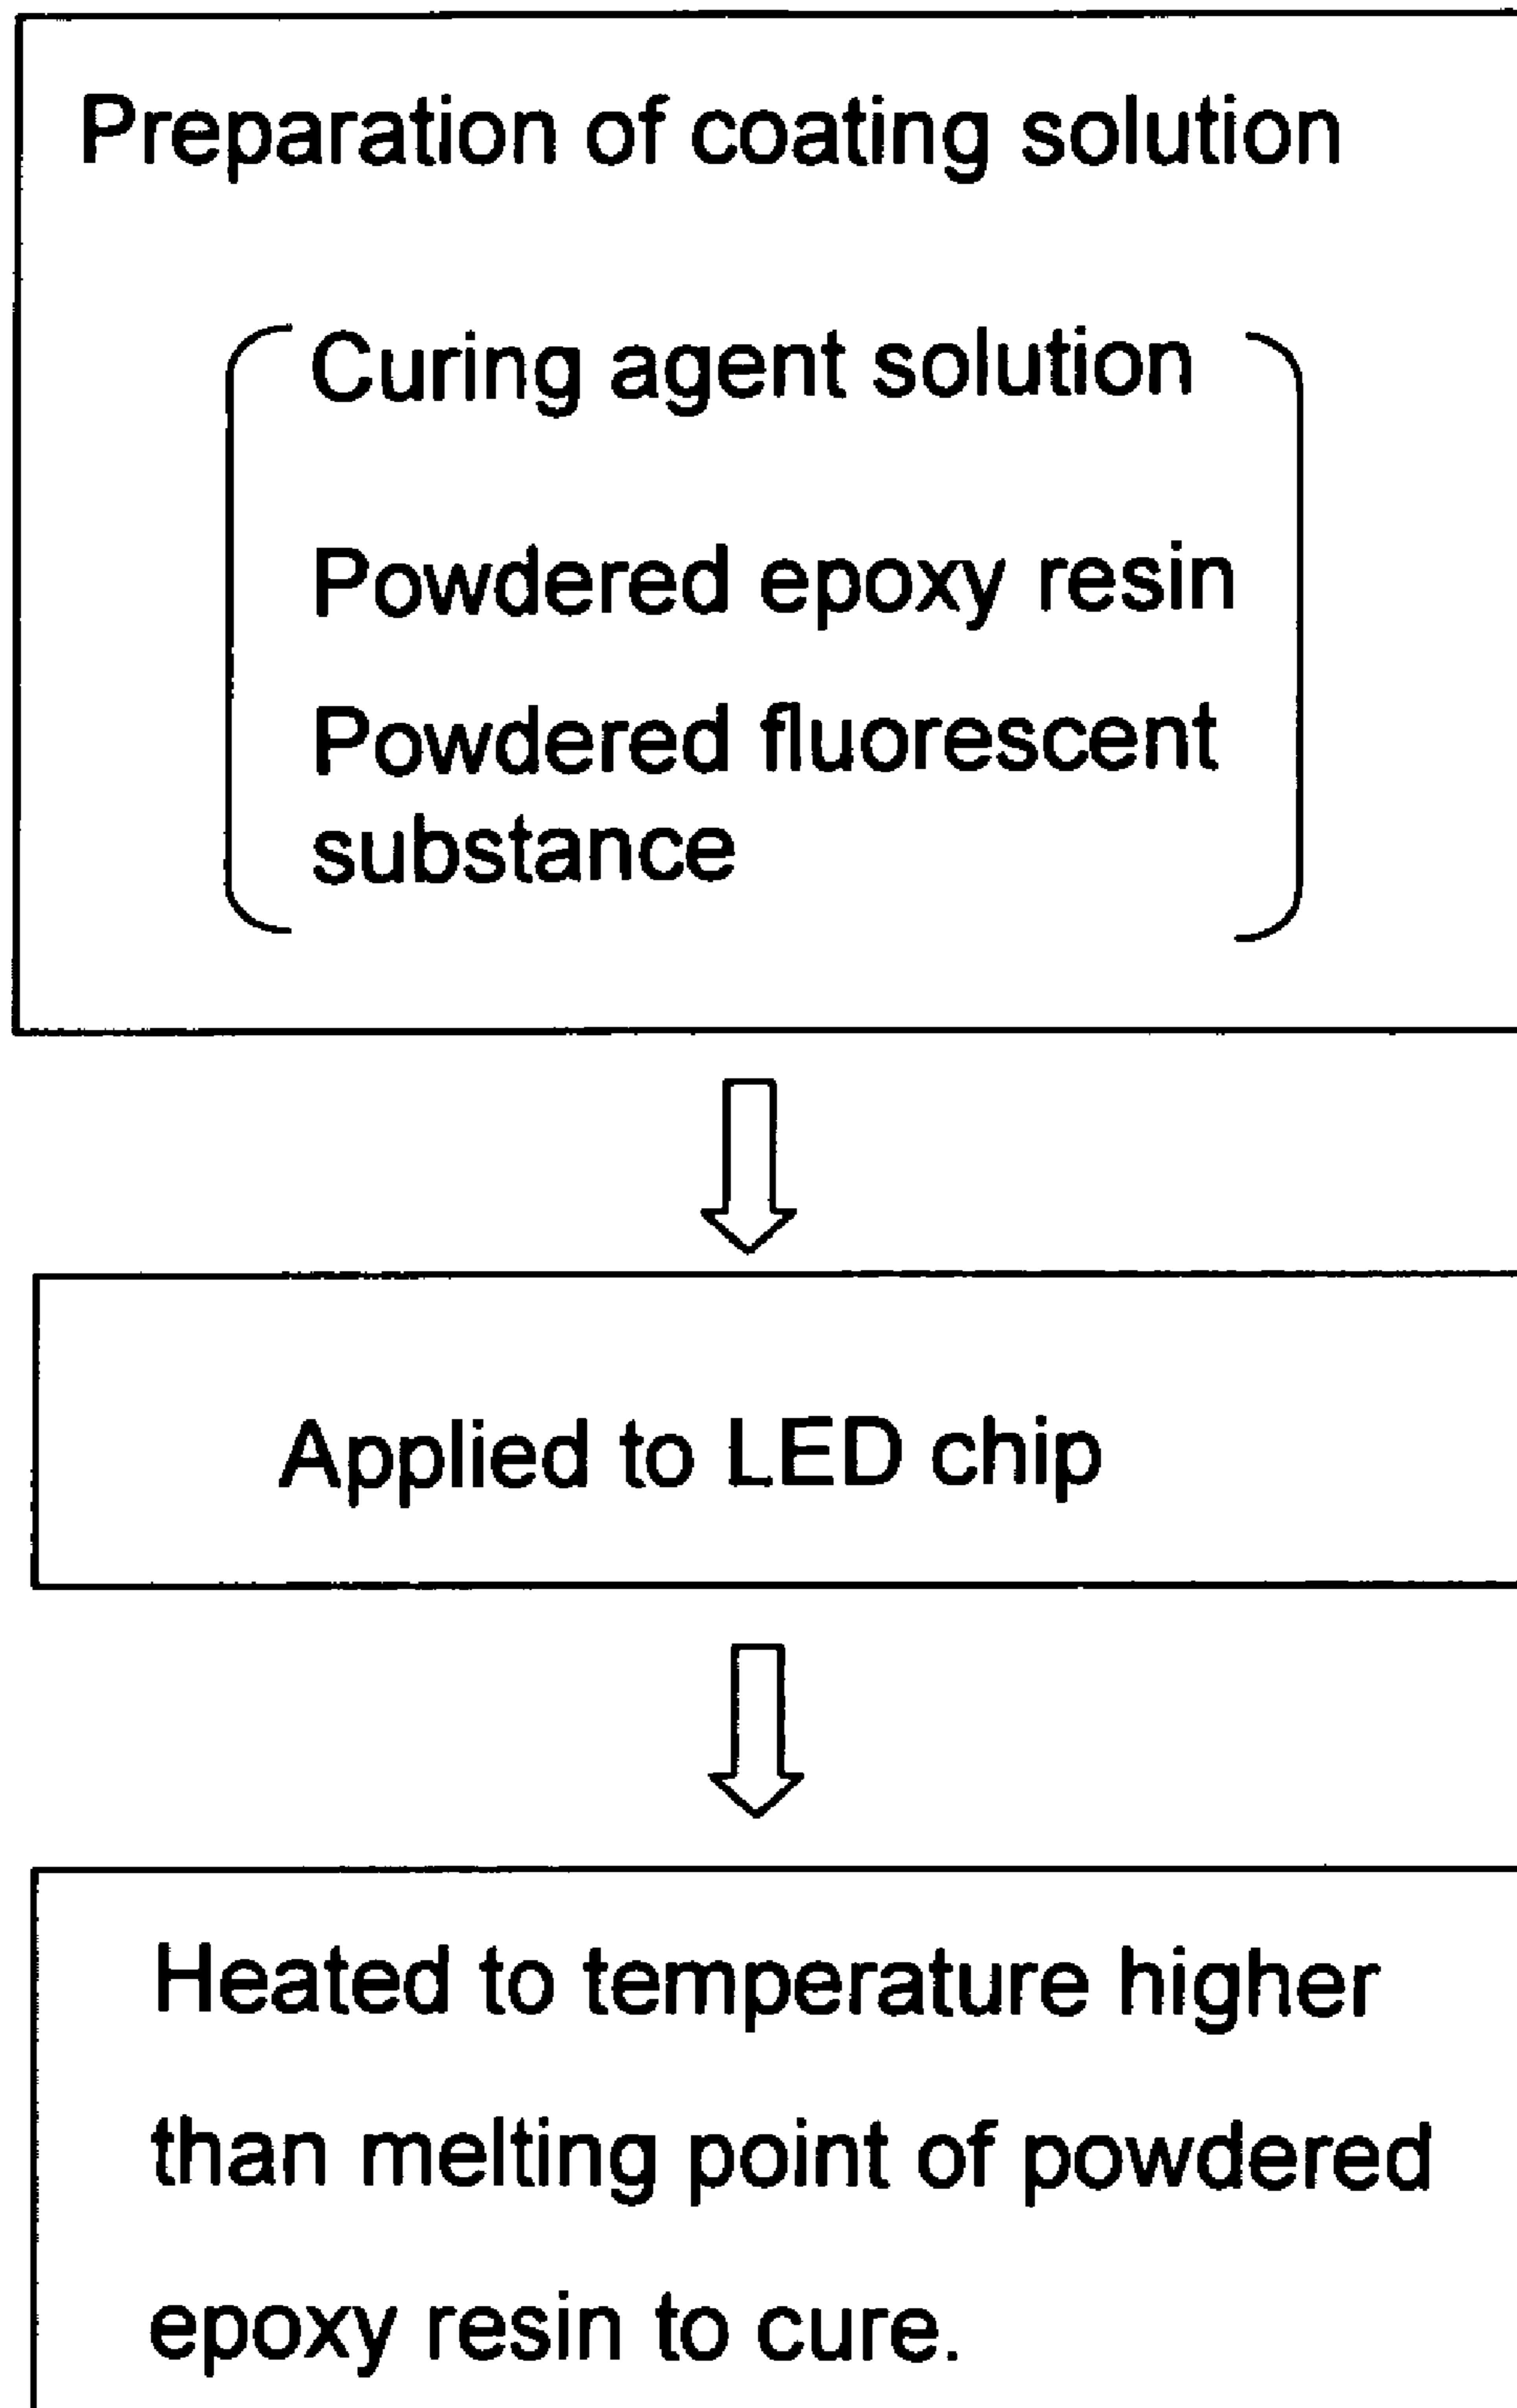 Preparation of coating solution
Curing agent solution
Powdered epoxy resin
Powdered fluorescent
substance
Applied to LED chip
Heated to temperature higher
than melting point of powdered
epoxy resin to cure.